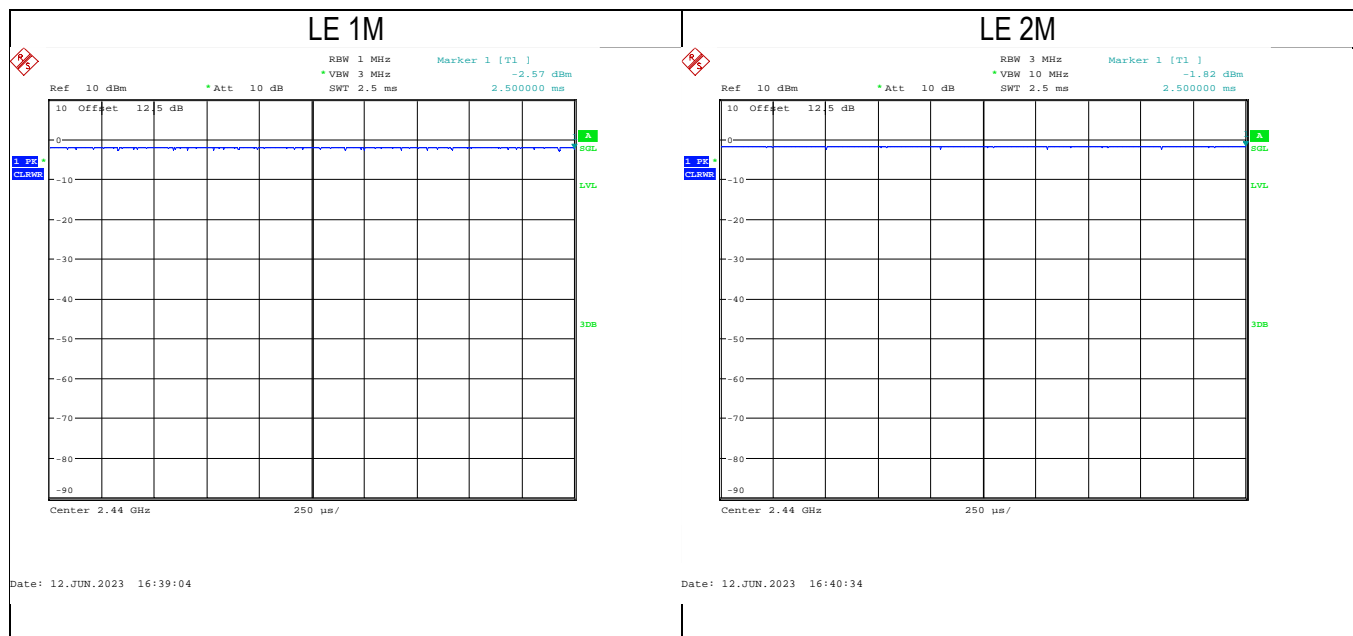 LE 1M
R S
RBW 1 MHz
Marker 1 [T1 ]
* VBW 3 MHz
-2.57 dBm
Ref 10 dBm
* Att 10 dB
SWT 2.5 ms
2.500000 ms
10 Offset 12.5 dB
0
A
SGL
1 PK *
CLRWR
-10
LVL
-20
-30
-40
3DB
-50
-60
-70
-80
-90
Center 2.44 GHz
250 µs/
Date: 12.JUN.2023 16:39:04
LE 2M
R S
RBW 3 MHz
Marker 1 [T1 ]
* VBW 10 MHz
-1.82 dBm
Ref 10 dBm
* Att 10 dB
SWT 2.5 ms
2.500000 ms
10 Offset 12.5 dB
0
A
SGL
1 PK *
CLRWR
-10
LVL
-20
-30
-40
3DB
-50
-60
-70
-80
-90
Center 2.44 GHz
250 µs/
Date: 12.JUN.2023 16:40:34